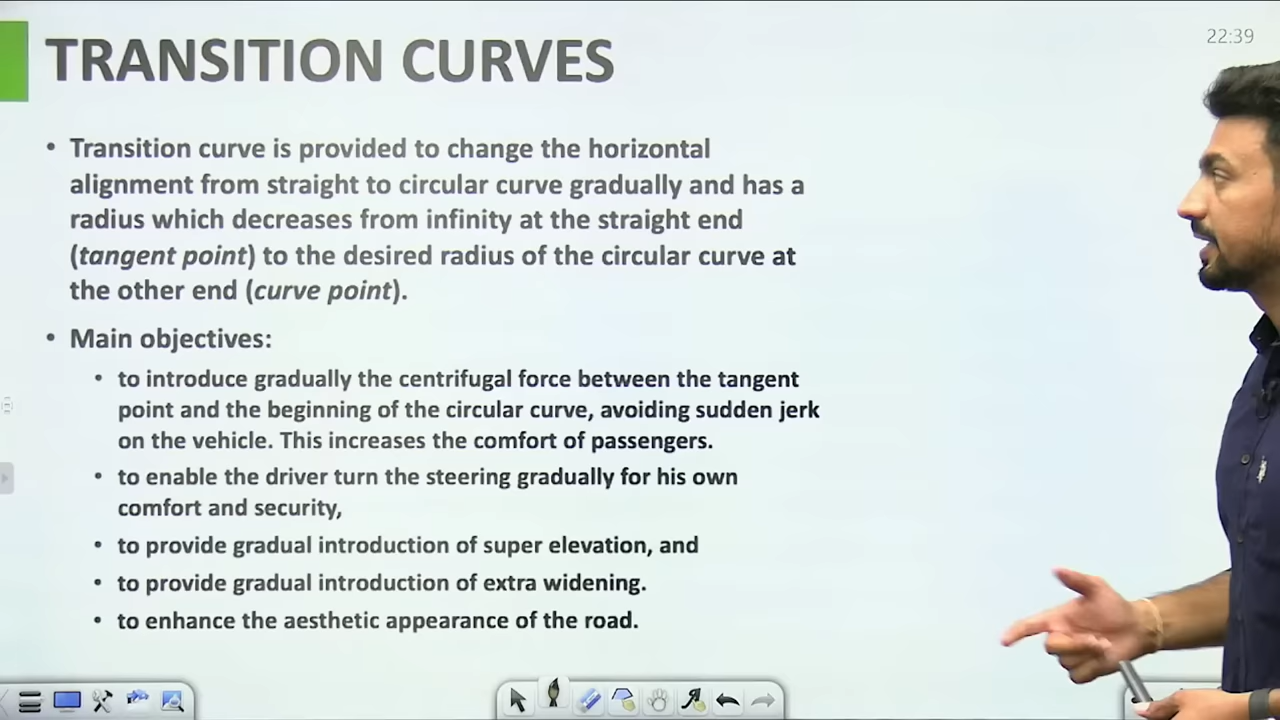 TRANSITION CURVES
22:39
• Transition curve is provided to change the horizontal
alignment from straight to circular curve gradually and has a
radius which decreases from infinity at the straight end
(tangent point) to the desired radius of the circular curve at
the other end (curve point).
• Main objectives:
• to introduce gradually the centrifugal force between the tangent
point and the beginning of the circular curve, avoiding sudden jerk
on the vehicle. This increases the comfort of passengers.
• to enable the driver turn the steering gradually for his own
comfort and security,
• to provide gradual introduction of super elevation, and
• to provide gradual introduction of extra widening.
• to enhance the aesthetic appearance of the road.